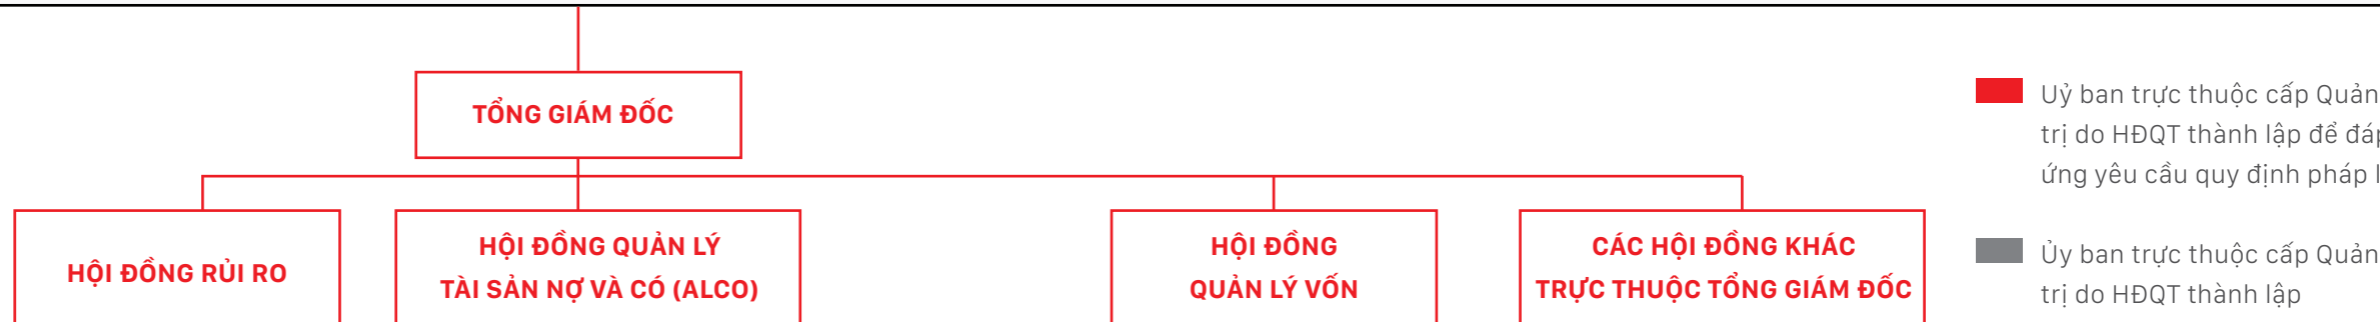 TỔNG GIÁM ĐỐC
Uỷ ban trực thuộc cấp Quản
trị do HĐQT thành lập để
ứng yêu cầu quy định pháp
HỘI ĐỒNG RỦI RO
HỘI ĐỒNG QUẢN LÝ
TÀI SẢN NỢ VÀ CÓ (ALCO)
HỘI ĐỒNG
QUẢN LÝ VỐN
CÁC HỘI ĐỒNG KHÁC
TRỰC THUỘC TỔNG GIÁM ĐỐC
Ủy ban trực thuộc cấp Quản
trị do HĐQT thành lập